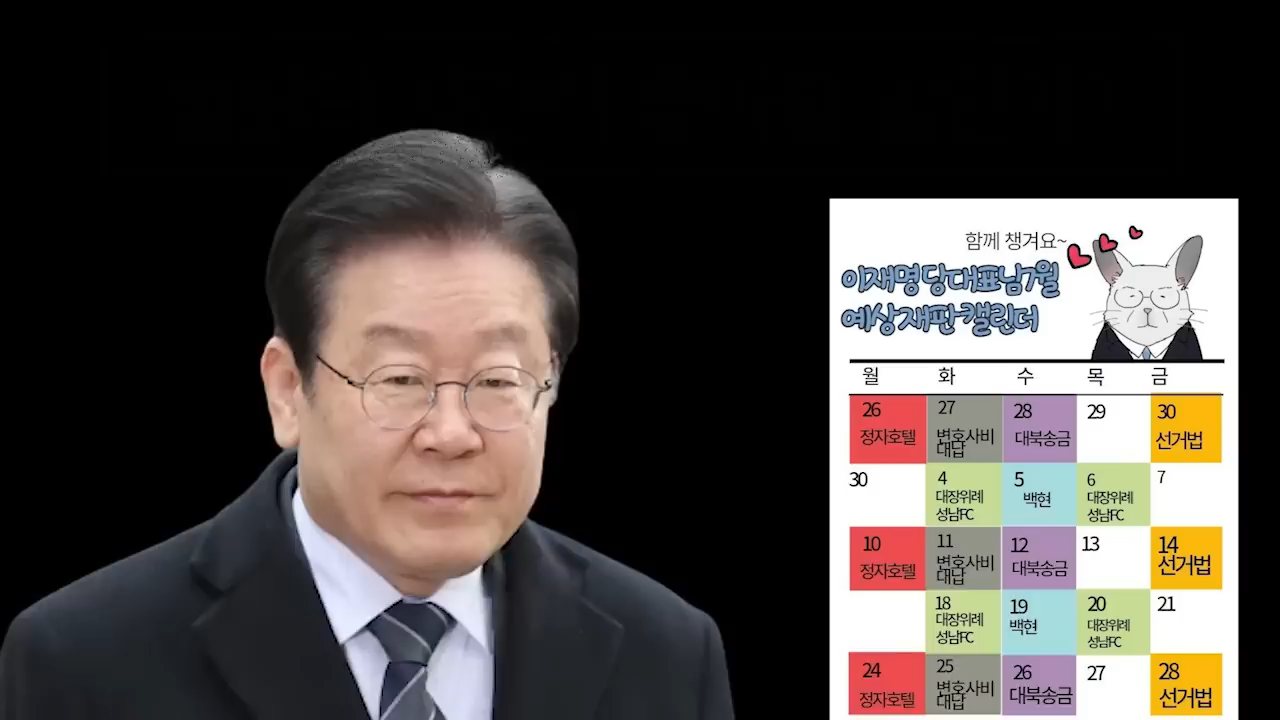 함께 챙겨요~
이재명당대표남7월
예상재판캘린더
월 화 수 목 금
26 27 28 29 30
정자호텔 변호사비대납 대북송금 선거법
30 4 5 6 7
대장위례 백현 대장위례
성남FC 성남FC
10 11 12 13 14
정자호텔 변호사비대납 대북송금 선거법
18 19 20 21
대장위례 백현 대장위례
성남FC 성남FC
24 25 26 27 28
정자호텔 변호사비대납 대북송금 선거법